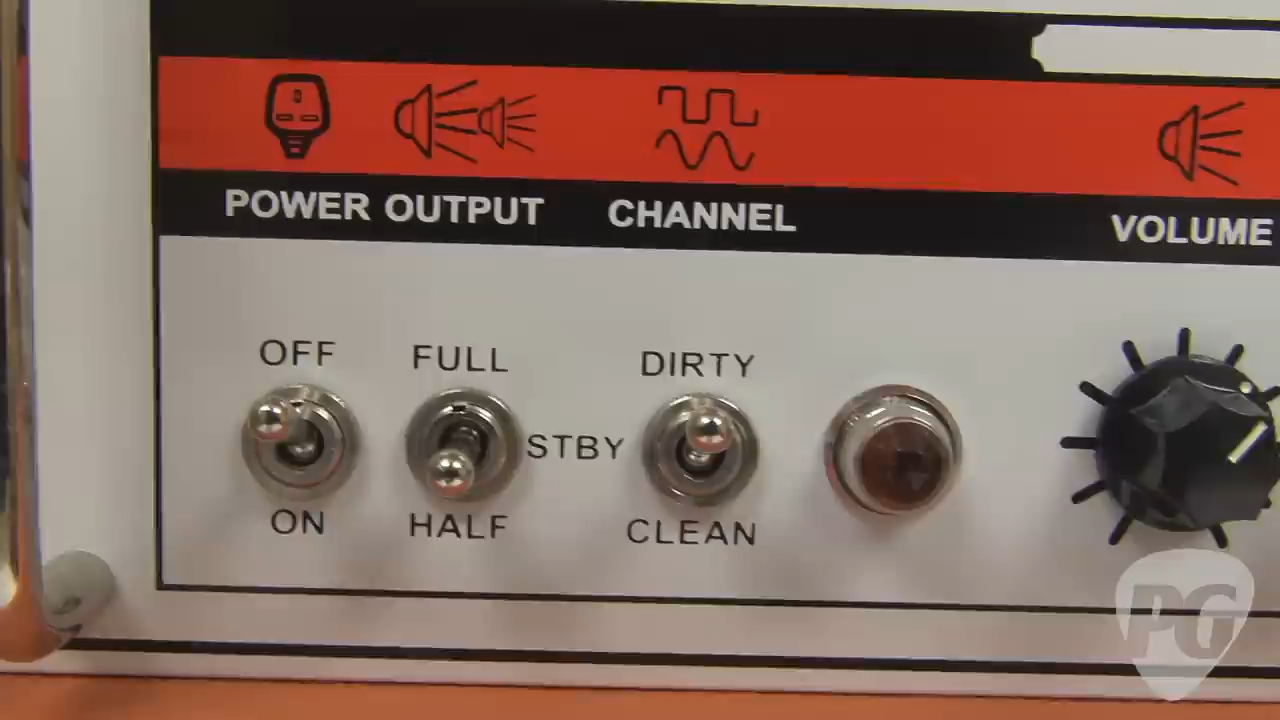 POWER OUTPUT CHANNEL VOLUME
OFF FULL DIRTY
STBY
ON HALF CLEAN
PG